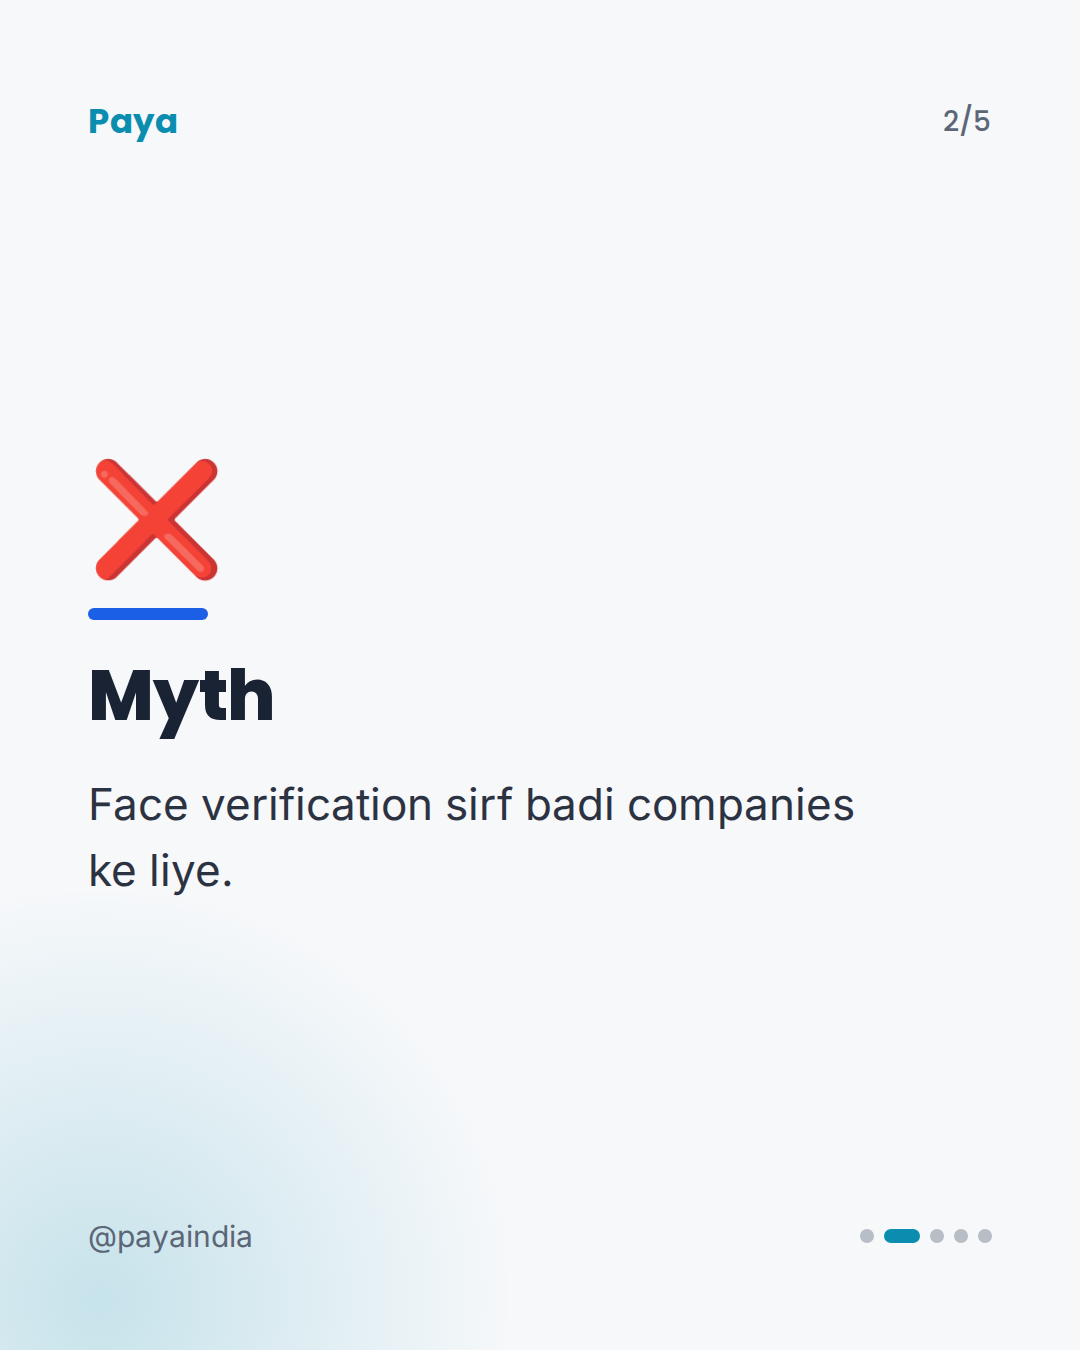 Paya
2/5
Myth
Face verification sirf badi companies
ke liye.
@payaindia